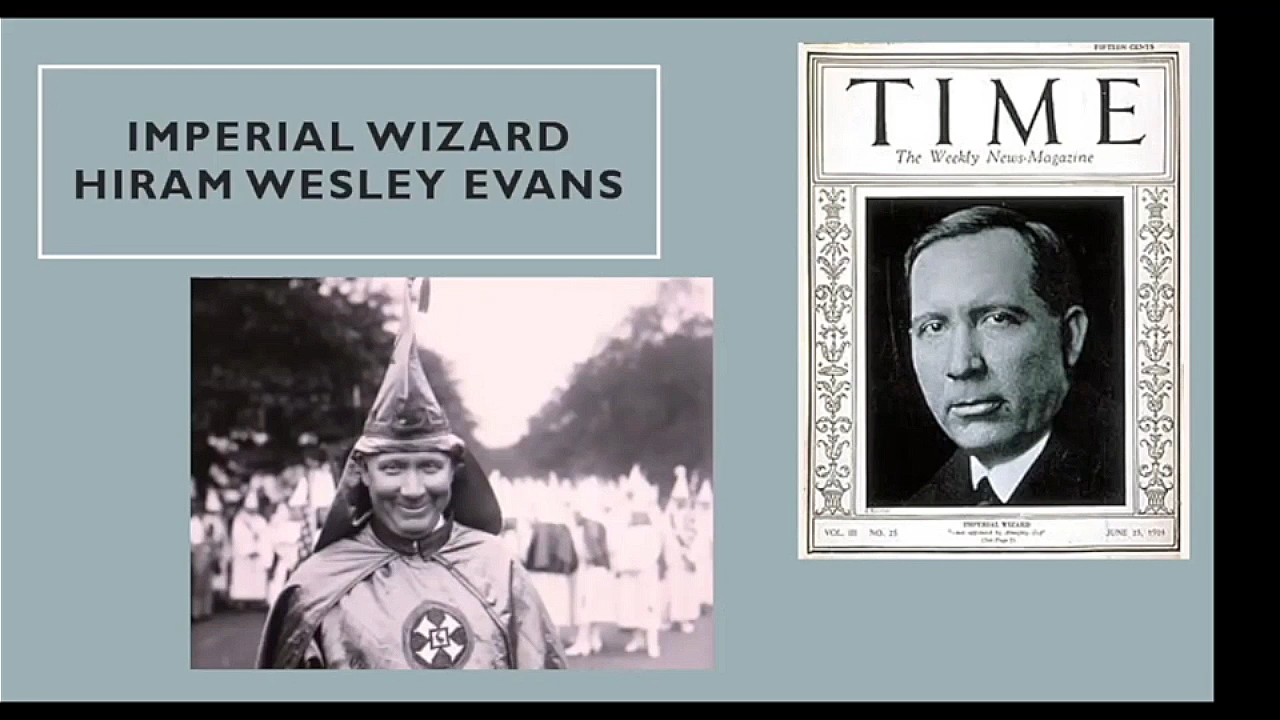 IMPERIAL WIZARD
HIRAM WESLEY EVANS
FIFTEEN CENTS
TIME
The Weekly News-Magazine
IMPERIAL WIZARD
VOL. III NO. 25
JUNE 23, 1924